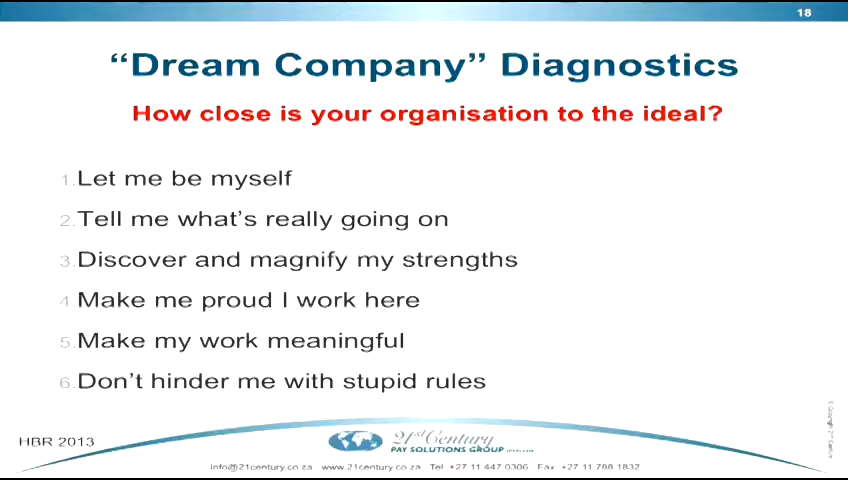 18
“Dream Company” Diagnostics
How close is your organisation to the ideal?
1. Let me be myself
2. Tell me what’s really going on
3. Discover and magnify my strengths
4 Make me proud I work here
5. Make my work meaningful
6. Don’t hinder me with stupid rules
HBR 2013
21st Century
PAY SOLUTIONS GROUP
info@21century.co.za www.21century.co.za Tel +27 11 447 0306 Fax +27 11 788 1832